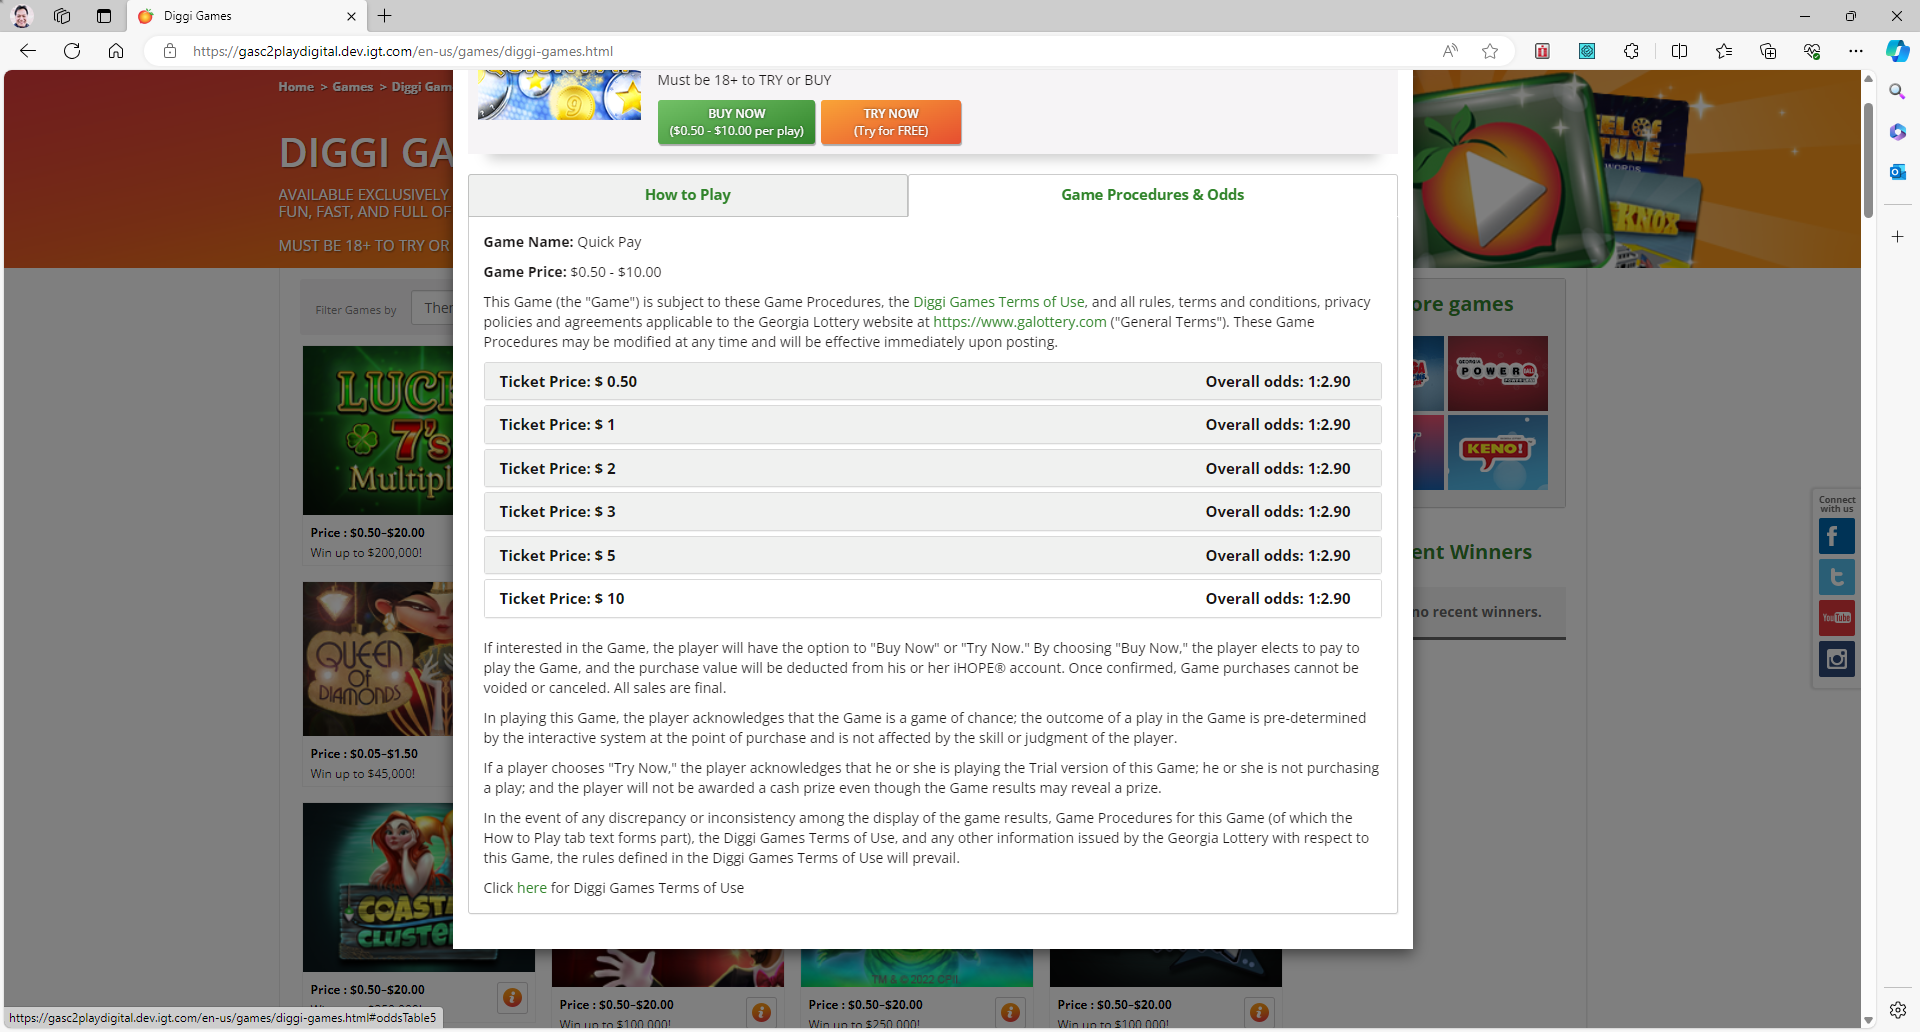 Diggi Games
https://gasc2playdigital.dev.igt.com/en-us/games/diggi-games.html
Home > Games > Diggi Gam
DIGGI GA
AVAILABLE EXCLUSIVELY
FUN, FAST, AND FULL OF
MUST BE 18+ TO TRY OR
Must be 18+ to TRY or BUY
BUY NOW
($0.50 - $10.00 per play)
TRY NOW
(Try for FREE)
How to Play
Game Procedures & Odds
Game Name: Quick Pay
Game Price: $0.50 - $10.00
This Game (the "Game") is subject to these Game Procedures, the Diggi Games Terms of Use, and all rules, terms and conditions, privacy
policies and agreements applicable to the Georgia Lottery website at https://www.galottery.com ("General Terms"). These Game
Procedures may be modified at any time and will be effective immediately upon posting.
Ticket Price: $ 0.50 Overall odds: 1:2.90
Ticket Price: $ 1 Overall odds: 1:2.90
Ticket Price: $ 2 Overall odds: 1:2.90
Ticket Price: $ 3 Overall odds: 1:2.90
Ticket Price: $ 5 Overall odds: 1:2.90
Ticket Price: $ 10 Overall odds: 1:2.90
If interested in the Game, the player will have the option to "Buy Now" or "Try Now." By choosing "Buy Now," the player elects to pay to
play the Game, and the purchase value will be deducted from his or her iHOPE® account. Once confirmed, Game purchases cannot be
voided or canceled. All sales are final.
In playing this Game, the player acknowledges that the Game is a game of chance; the outcome of a play in the Game is pre-determined
by the interactive system at the point of purchase and is not affected by the skill or judgment of the player.
If a player chooses "Try Now," the player acknowledges that he or she is playing the Trial version of this Game; he or she is not purchasing
a play; and the player will not be awarded a cash prize even though the Game results may reveal a prize.
In the event of any discrepancy or inconsistency among the display of the game results, Game Procedures for this Game (of which the
How to Play tab text forms part), the Diggi Games Terms of Use, and any other information issued by the Georgia Lottery with respect to
this Game, the rules defined in the Diggi Games Terms of Use will prevail.
Click here for Diggi Games Terms of Use
Filter Games by
Ther
LUCK
7's
Multipl
Price : $0.50–$20.00
Win up to $200,000!
QUEEN
OF
DIAMONDS
Price : $0.05–$1.50
Win up to $45,000!
COASTA
CLUSTER
Price : $0.50–$20.00
TM & © 2022 CPII
Price : $0.50–$20.00
Win up to $100,000!
Price : $0.50–$20.00
Win up to $250,000!
Price : $0.50–$20.00
Win up to $100,000!
EEL OF
TUNE
WORDS
KNOX
ore games
GEORGIA
POWERBALL
KENO!
ent Winners
no recent winners.
Connect
with us
You Tube
https://gasc2playdigital.dev.igt.com/en-us/games/diggi-games.html#oddsTable5